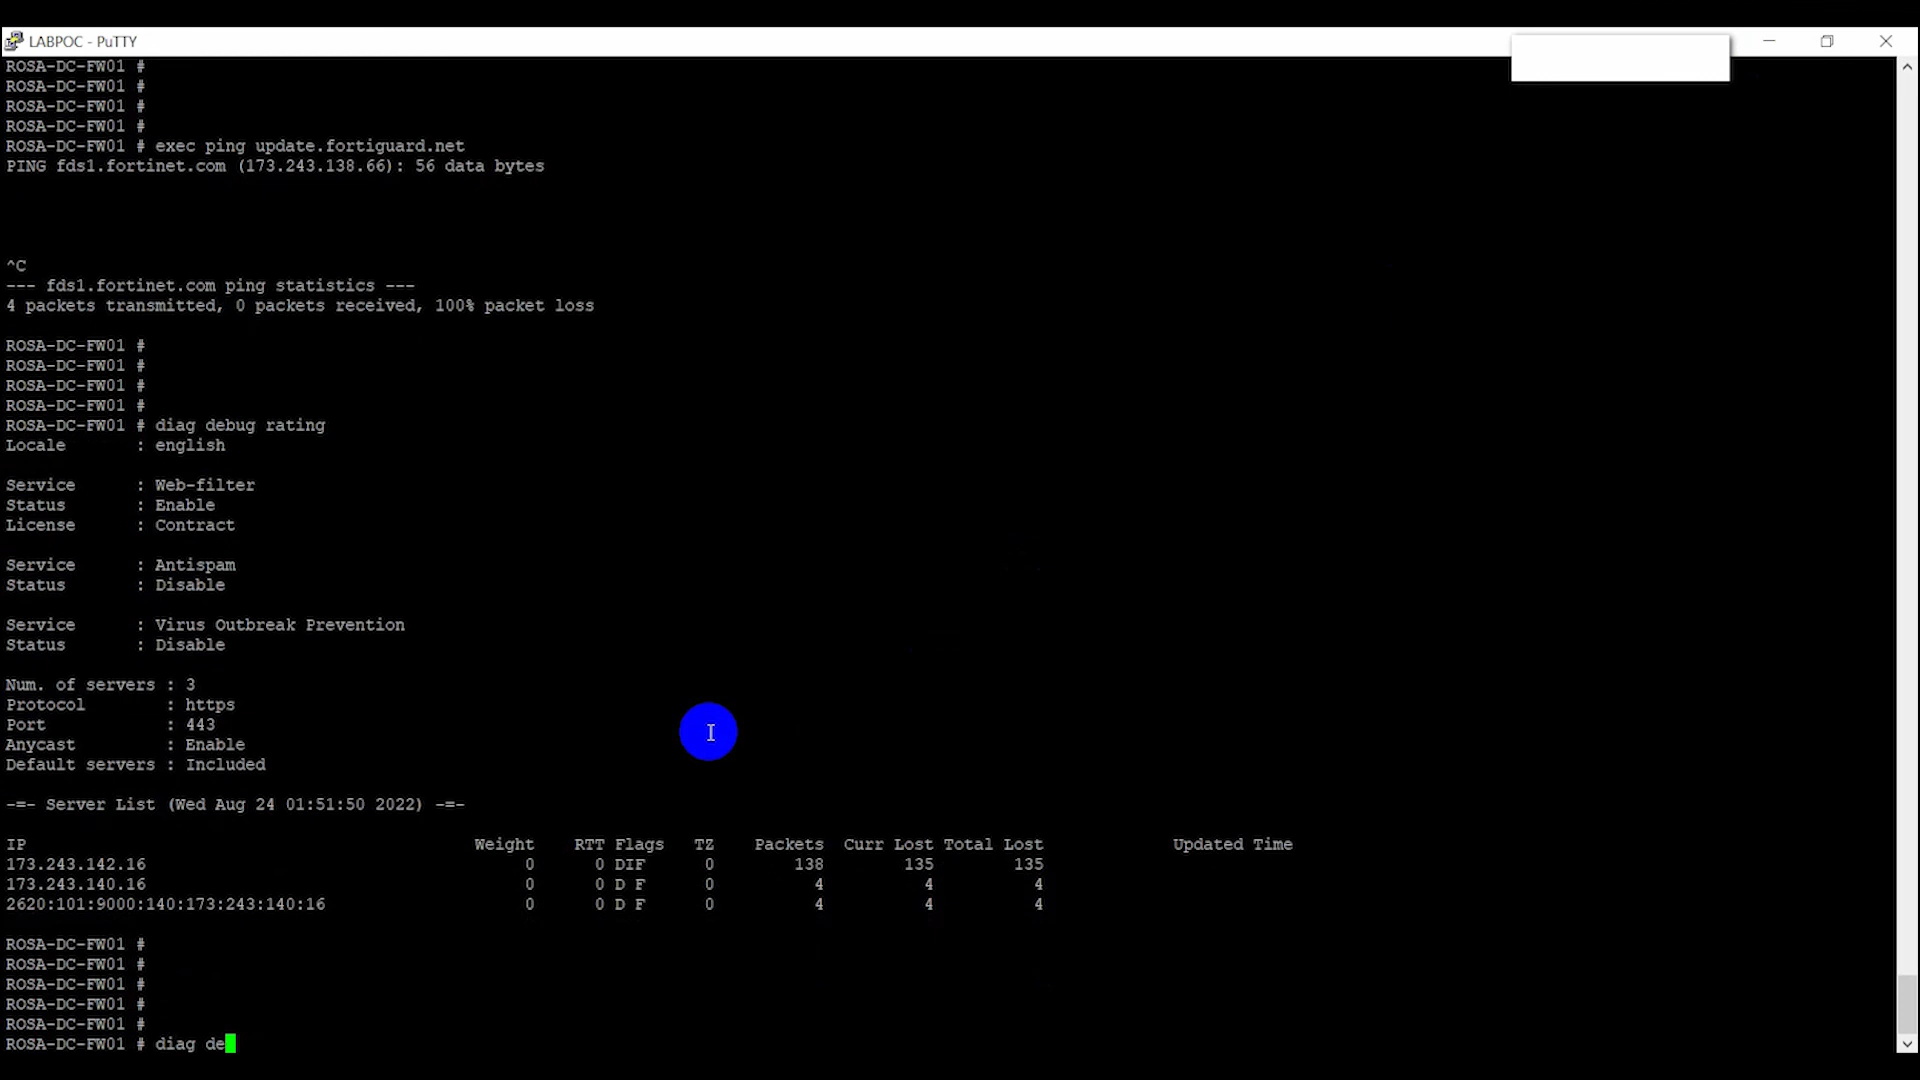 LABPOC - PuTTY
ROSA-DC-FW01 #
ROSA-DC-FW01 #
ROSA-DC-FW01 #
ROSA-DC-FW01 #
ROSA-DC-FW01 # exec ping update.fortiguard.net
PING fds1.fortinet.com (173.243.138.66): 56 data bytes
^C
--- fds1.fortinet.com ping statistics ---
4 packets transmitted, 0 packets received, 100% packet loss
ROSA-DC-FW01 #
ROSA-DC-FW01 #
ROSA-DC-FW01 #
ROSA-DC-FW01 #
ROSA-DC-FW01 # diag debug rating
Locale : english
Service : Web-filter
Status : Enable
License : Contract
Service : Antispam
Status : Disable
Service : Virus Outbreak Prevention
Status : Disable
Num. of servers : 3
Protocol : https
Port : 443
Anycast : Enable
Default servers : Included
-=- Server List (Wed Aug 24 01:51:50 2022) -=-
IP Weight RTT Flags TZ Packets Curr Lost Total Lost Updated Time
173.243.142.16 0 0 DIF 0 138 135 135
173.243.140.16 0 0 D F 0 4 4 4
2620:101:9000:140:173:243:140:16 0 0 D F 0 4 4 4
ROSA-DC-FW01 #
ROSA-DC-FW01 #
ROSA-DC-FW01 #
ROSA-DC-FW01 #
ROSA-DC-FW01 #
ROSA-DC-FW01 # diag de